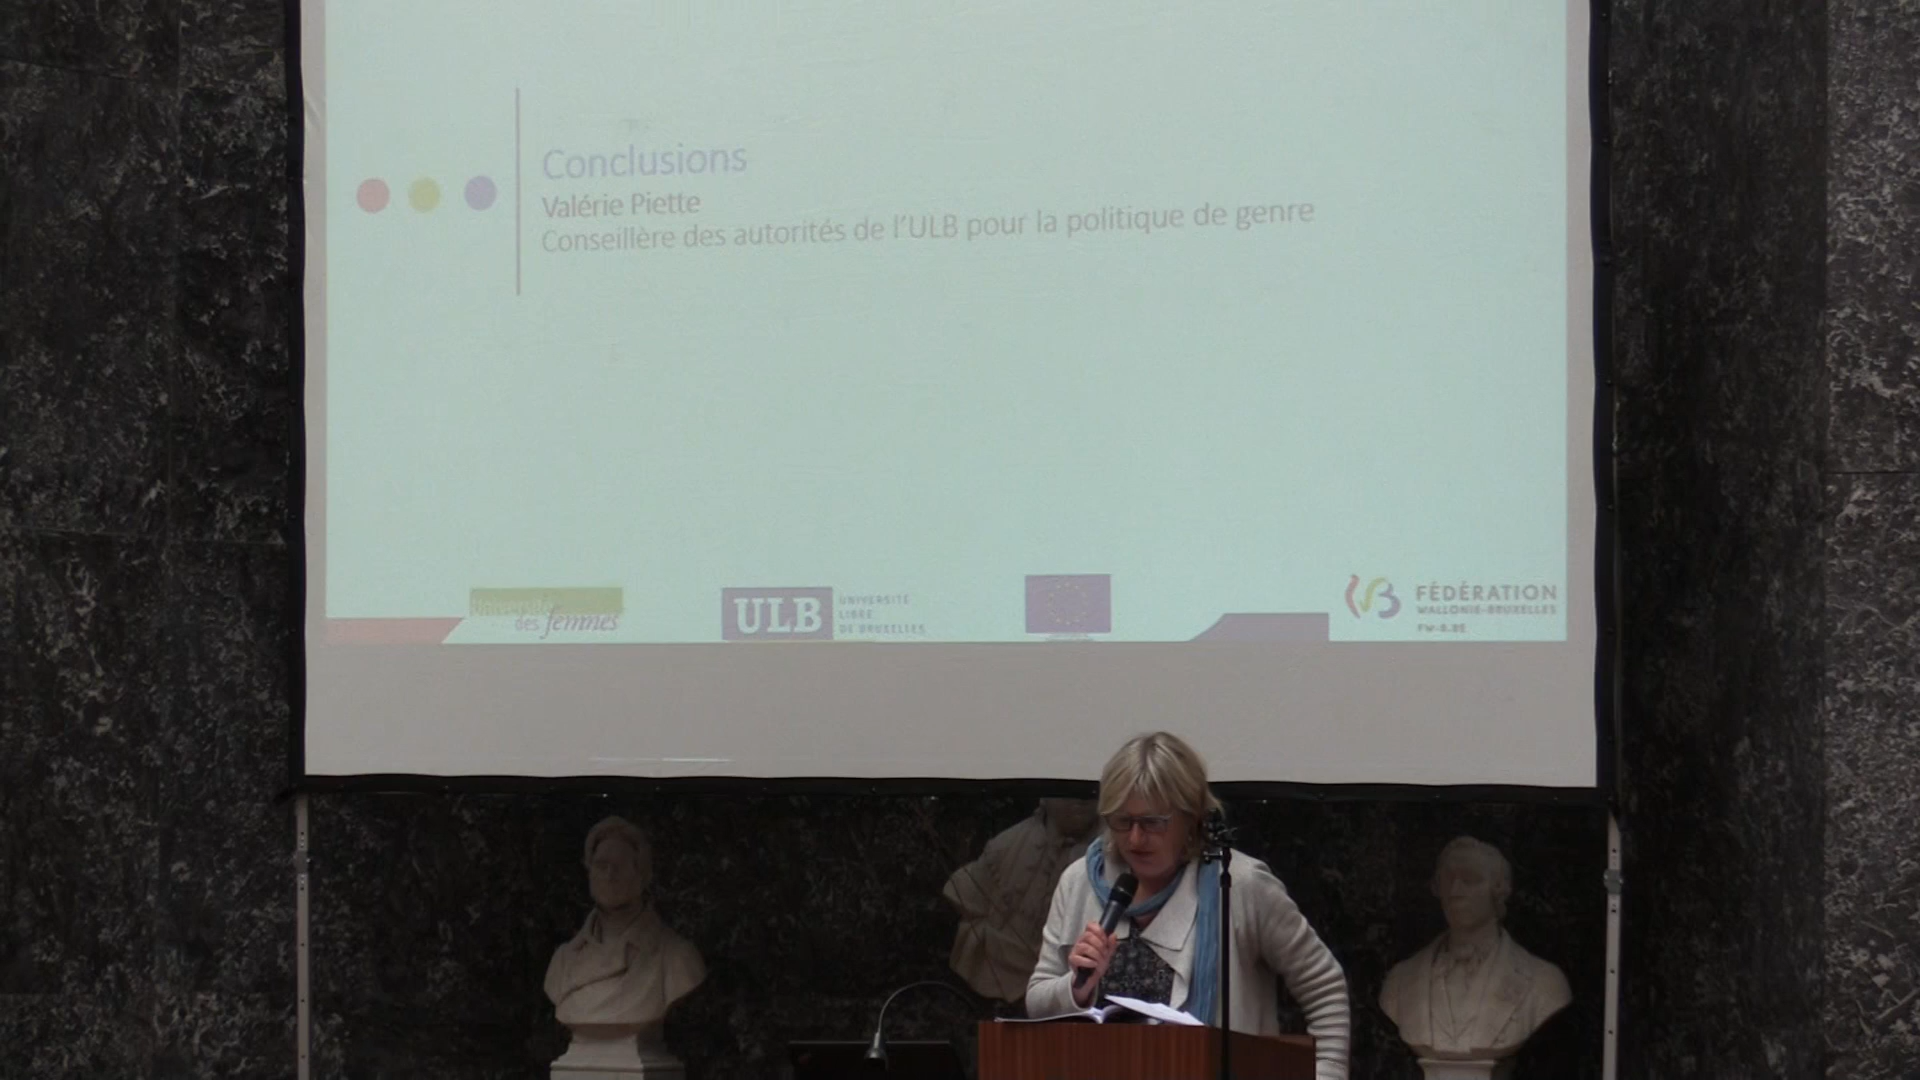 Conclusions
Valérie Piette
Conseillère des autorités de l'ULB pour la politique de genre
université
des femmes
ULB
UNIVERSITÉ
LIBRE
DE BRUXELLES
FÉDÉRATION
WALLONIE-BRUXELLES
FW-B.BE